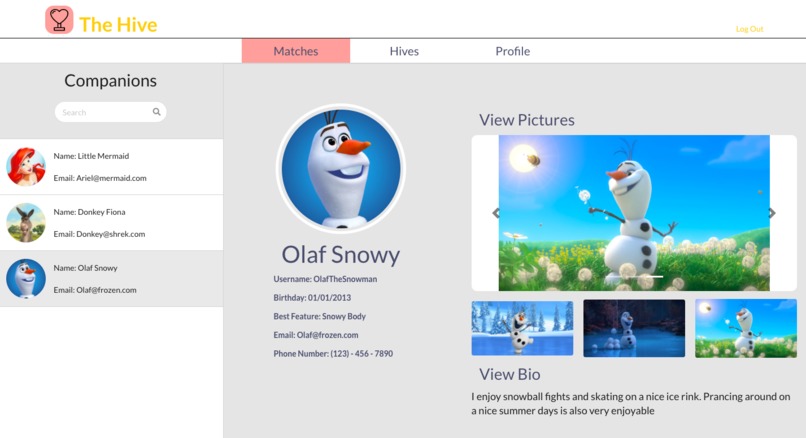 The Hive
Log Out
Matches
Hives
Profile
Companions
Search
Name: Little Mermaid
Email: Ariel@mermaid.com
Name: Donkey Fiona
Email: Donkey@shrek.com
Name: Olaf Snowy
Email: Olaf@frozen.com
Olaf Snowy
Username: OlafTheSnowman
Birthday: 01/01/2013
Best Feature: Snowy Body
Email: Olaf@frozen.com
Phone Number: (123) - 456 - 7890
View Pictures
View Bio
I enjoy snowball fights and skating on a nice ice rink. Prancing around on
a nice summer days is also very enjoyable